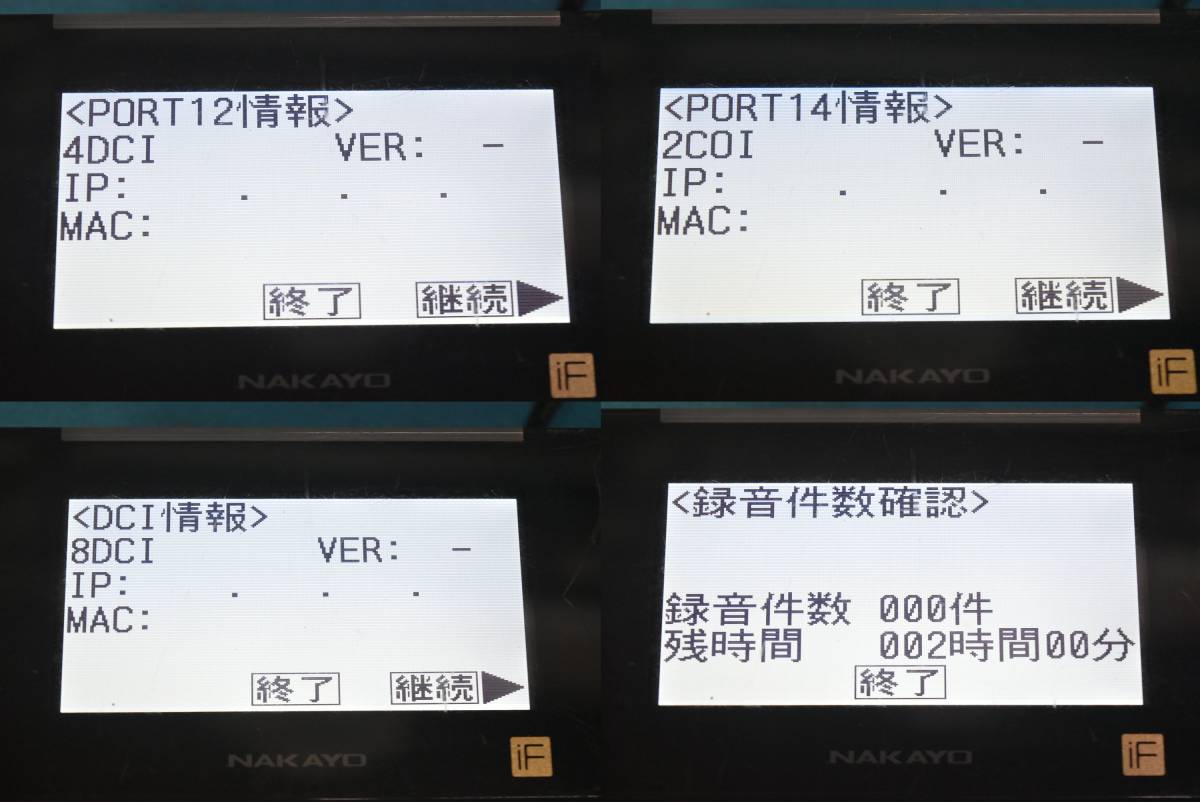 <PORT12情報>
4DCI VER: -
IP: . . .
MAC:
終了 継続
NAKAYO
iF
<PORT14情報>
2COI VER: -
IP: . . .
MAC:
終了 継続
NAKAYO
iF
<DCI情報>
8DCI VER: -
IP: . . .
MAC:
終了 継続
NAKAYO
iF
<録音件数確認>
録音件数 000件
残時間 002時間00分
終了
NAKAYO
iF